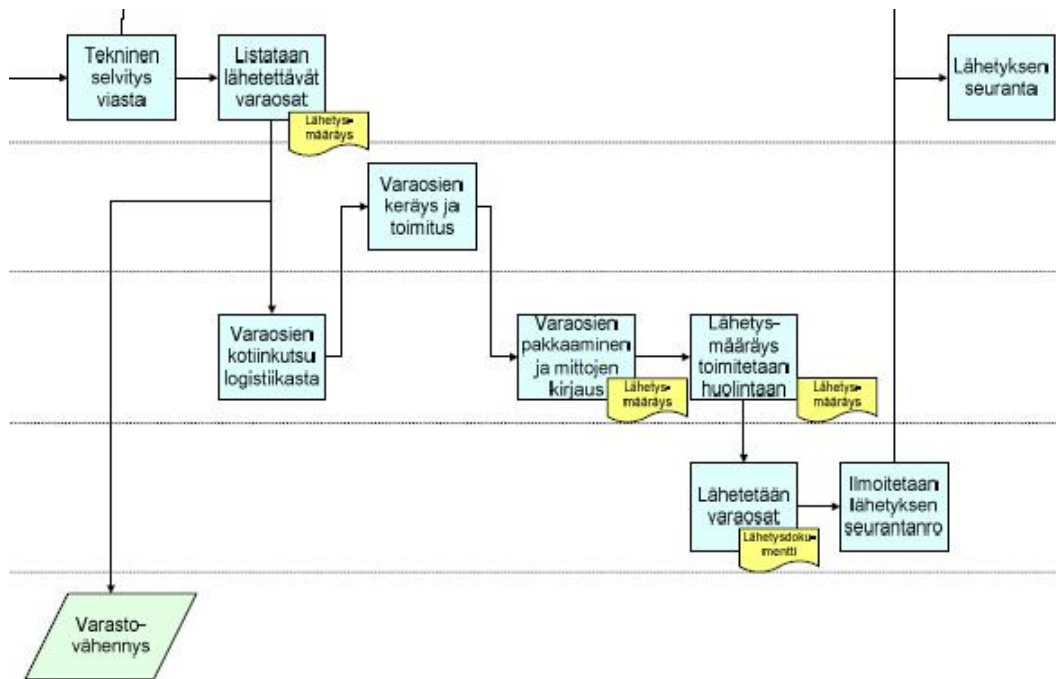 Tekninen
selvitys
viasta
Listataan
lähetettävät
varaosat
Lähetys-
määräys
Lähetyksen
seuranta
Varaosien
keräys ja
toimitus
Varaosien
kotiinkutsu
logistiikasta
Varaosien
pakkaaminen
ja mittojen
kirjaus
Lähetys-
määräys
Lähetys-
määräys
toimitetaan
huolintaan
Lähetys-
määräys
Lähetetään
varaosat
Lähetysdoku-
mentti
Ilmoitetaan
lähetyksen
seurantanro
Varasto-
vähennys